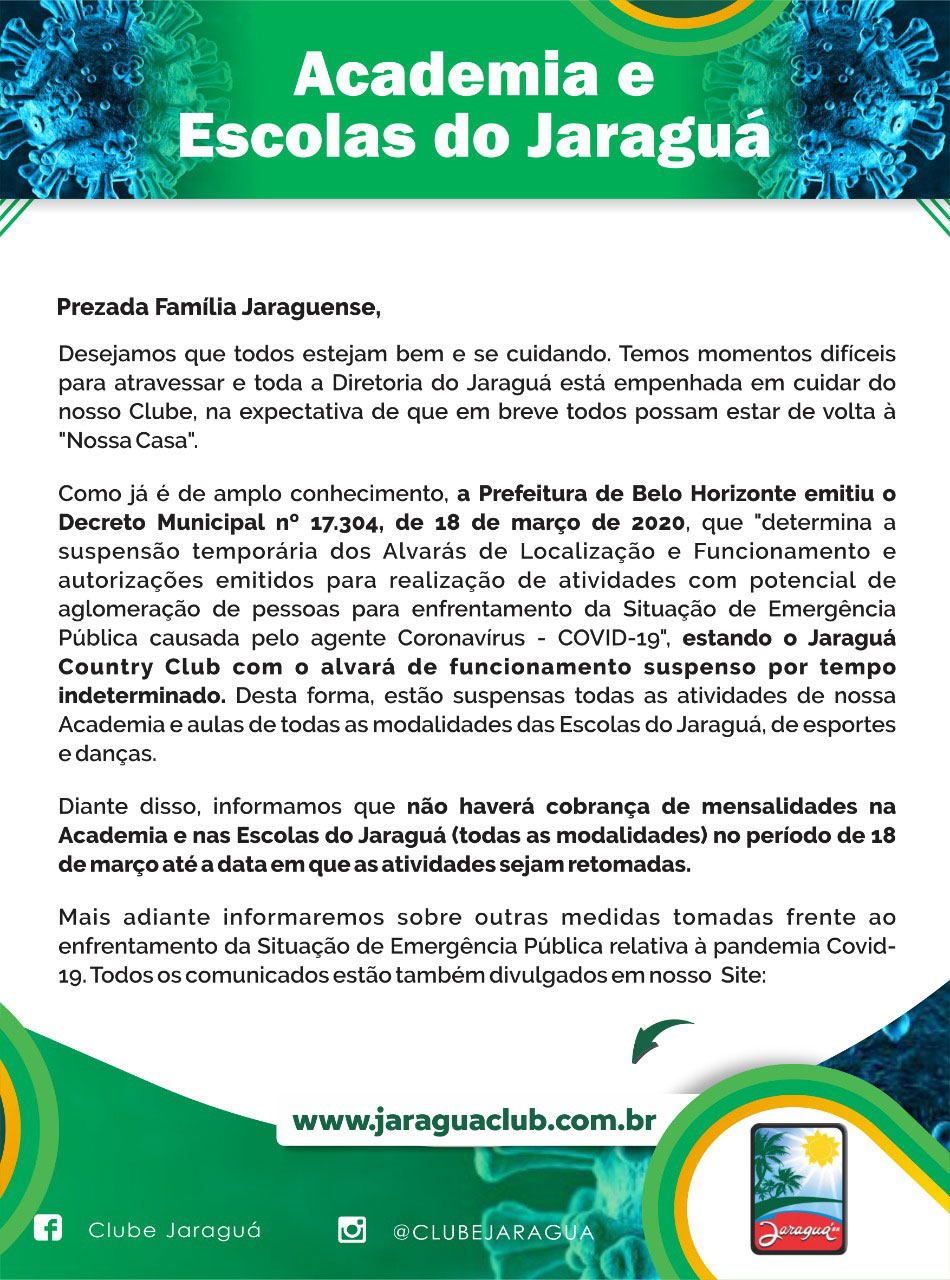 Academia e
Escolas do Jaraguá
Prezada Família Jaraguense,
Desejamos que todos estejam bem e se cuidando. Temos momentos difíceis
para atravessar e toda a Diretoria do Jaraguá está empenhada em cuidar do
nosso Clube, na expectativa de que em breve todos possam estar de volta à
"Nossa Casa".
Como já é de amplo conhecimento, a Prefeitura de Belo Horizonte emitiu o
Decreto Municipal nº 17.304, de 18 de março de 2020, que "determina a
suspensão temporária dos Alvarás de Localização e Funcionamento e
autorizações emitidos para realização de atividades com potencial de
aglomeração de pessoas para enfrentamento da Situação de Emergência
Pública causada pelo agente Coronavírus - COVID-19", estando o Jaraguá
Country Club com o alvará de funcionamento suspenso por tempo
indeterminado. Desta forma, estão suspensas todas as atividades de nossa
Academia e aulas de todas as modalidades das Escolas do Jaraguá, de esportes
e danças.
Diante disso, informamos que não haverá cobrança de mensalidades na
Academia e nas Escolas do Jaraguá (todas as modalidades) no período de 18
de março até a data em que as atividades sejam retomadas.
Mais adiante informaremos sobre outras medidas tomadas frente ao
enfrentamento da Situação de Emergência Pública relativa à pandemia Covid-
19. Todos os comunicados estão também divulgados em nosso Site:
www.jaraguaclub.com.br
Clube Jaraguá
@CLUBEJARAGUA
Jaraguá